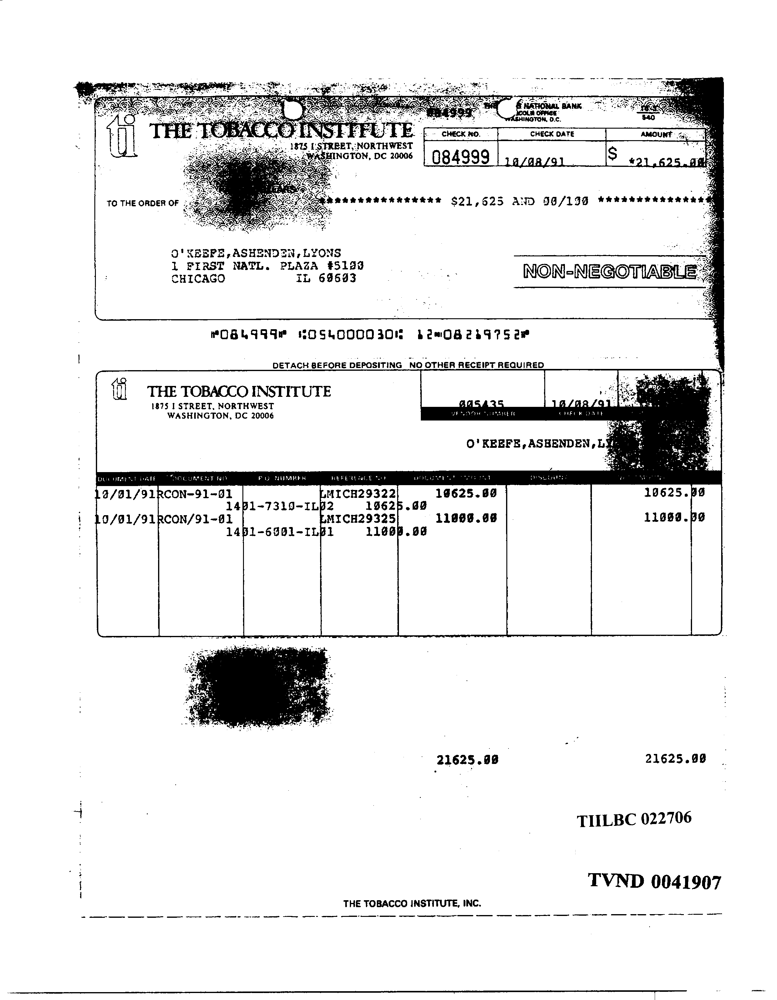 084999
NATIONAL BANK
WASHINGTON, D.C.
540
THE TOBACCO INSTITUTE
1875 I STREET, NORTHWEST
WASHINGTON, DC 20006
CHECK NO. CHECK DATE AMOUNT
084999 10/08/91 $ *21,625.00
TO THE ORDER OF
***************** $21,625 AND 00/100 ****************
O'KEEFE,ASHENDEN,LYONS
1 FIRST NATL. PLAZA #5100
CHICAGO IL 60603
NON-NEGOTIABLE
⑈084999⑈ ⑆054000030⑆ 12⑉08219752⑈
DETACH BEFORE DEPOSITING NO OTHER RECEIPT REQUIRED
THE TOBACCO INSTITUTE
1875 I STREET, NORTHWEST
WASHINGTON, DC 20006
005435 10/08/91
VENDOR NUMBER CHECK DATE
O'KEEFE,ASHENDEN,
DOCUMENT DATE DOCUMENT NO P.O. NUMBER REFERENCE NO DOCUMENT AMOUNT DISCOUNT
10/01/91 RCON-91-01 LMICH29322 10625.00 10625.00
1401-7310-IL02 10625.00
10/01/91 RCON/91-01 LMICH29325 11000.00 11000.00
1401-6001-IL01 11000.00
21625.00 21625.00
TIILBC 022706
TVND 0041907
THE TOBACCO INSTITUTE, INC.